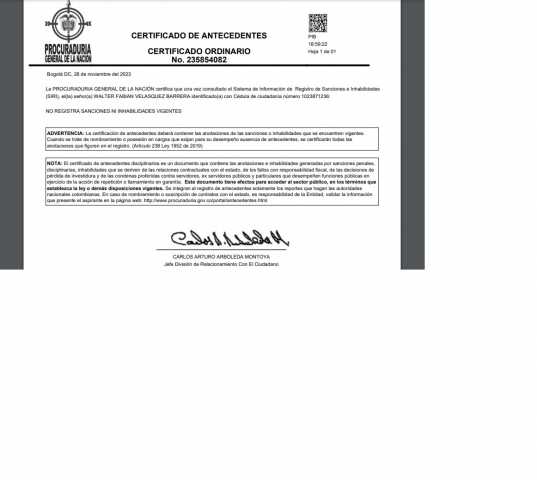 PROCURADURIA
GENERAL DE LA NACIÓN
CERTIFICADO DE ANTECEDENTES
CERTIFICADO ORDINARIO
No. 235854082
PIB
16:59:22
Hoja 1 de 01
Bogotá DC, 28 de noviembre del 2023
La PROCURADURIA GENERAL DE LA NACIÓN certifica que una vez consultado el Sistema de Información de Registro de Sanciones e Inhabilidades
(SIRI), el(la) señor(a) WALTER FABIAN VELASQUEZ BARRERA identificado(a) con Cédula de ciudadanía número 1023871236:
NO REGISTRA SANCIONES NI INHABILIDADES VIGENTES
ADVERTENCIA: La certificación de antecedentes deberá contener las anotaciones de las sanciones o inhabilidades que se encuentren vigentes.
Cuando se trate de nombramiento o posesión en cargos que exijan para su desempeño ausencia de antecedentes, se certificarán todas las
anotaciones que figuren en el registro. (Artículo 238 Ley 1952 de 2019)
NOTA: El certificado de antecedentes disciplinarios es un documento que contiene las anotaciones e inhabilidades generadas por sanciones penales,
disciplinarias, inhabilidades que se deriven de las relaciones contractuales con el estado, de los fallos con responsabilidad fiscal, de las decisiones de
pérdida de investidura y de las condenas proferidas contra servidores, ex servidores públicos y particulares que desempeñen funciones públicas en
ejercicio de la acción de repetición o llamamiento en garantía. Este documento tiene efectos para acceder al sector público, en los términos que
establezca la ley o demás disposiciones vigentes. Se integran al registro de antecedentes solamente los reportes que hagan las autoridades
nacionales colombianas. En caso de nombramiento o suscripción de contratos con el estado, es responsabilidad de la Entidad, validar la información
que presente el aspirante en la página web: http://www.procuraduria.gov.co/portal/antecedentes.html
Carlos A. Arboleda M
CARLOS ARTURO ARBOLEDA MONTOYA
Jefe División de Relacionamiento Con El Ciudadano